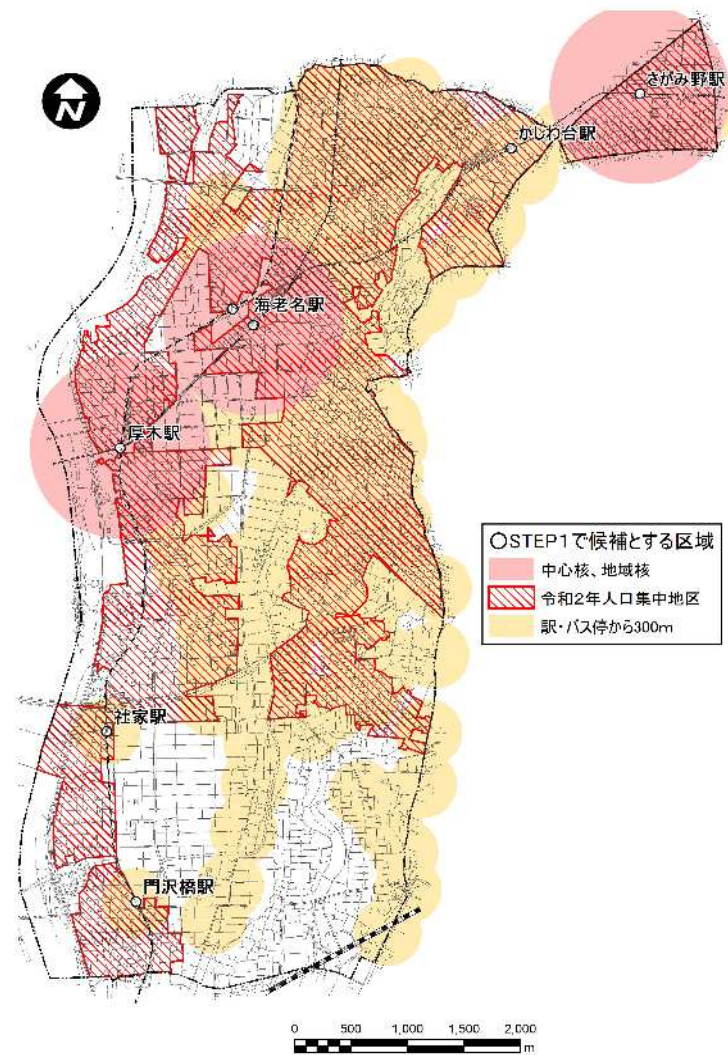 N
さがみ野駅
かしわ台駅
海老名駅
厚木駅
社家駅
門沢橋駅
○STEP1で候補とする区域
中心核、地域核
令和2年人口集中地区
駅・バス停から300m
0 500 1,000 1,500 2,000
m